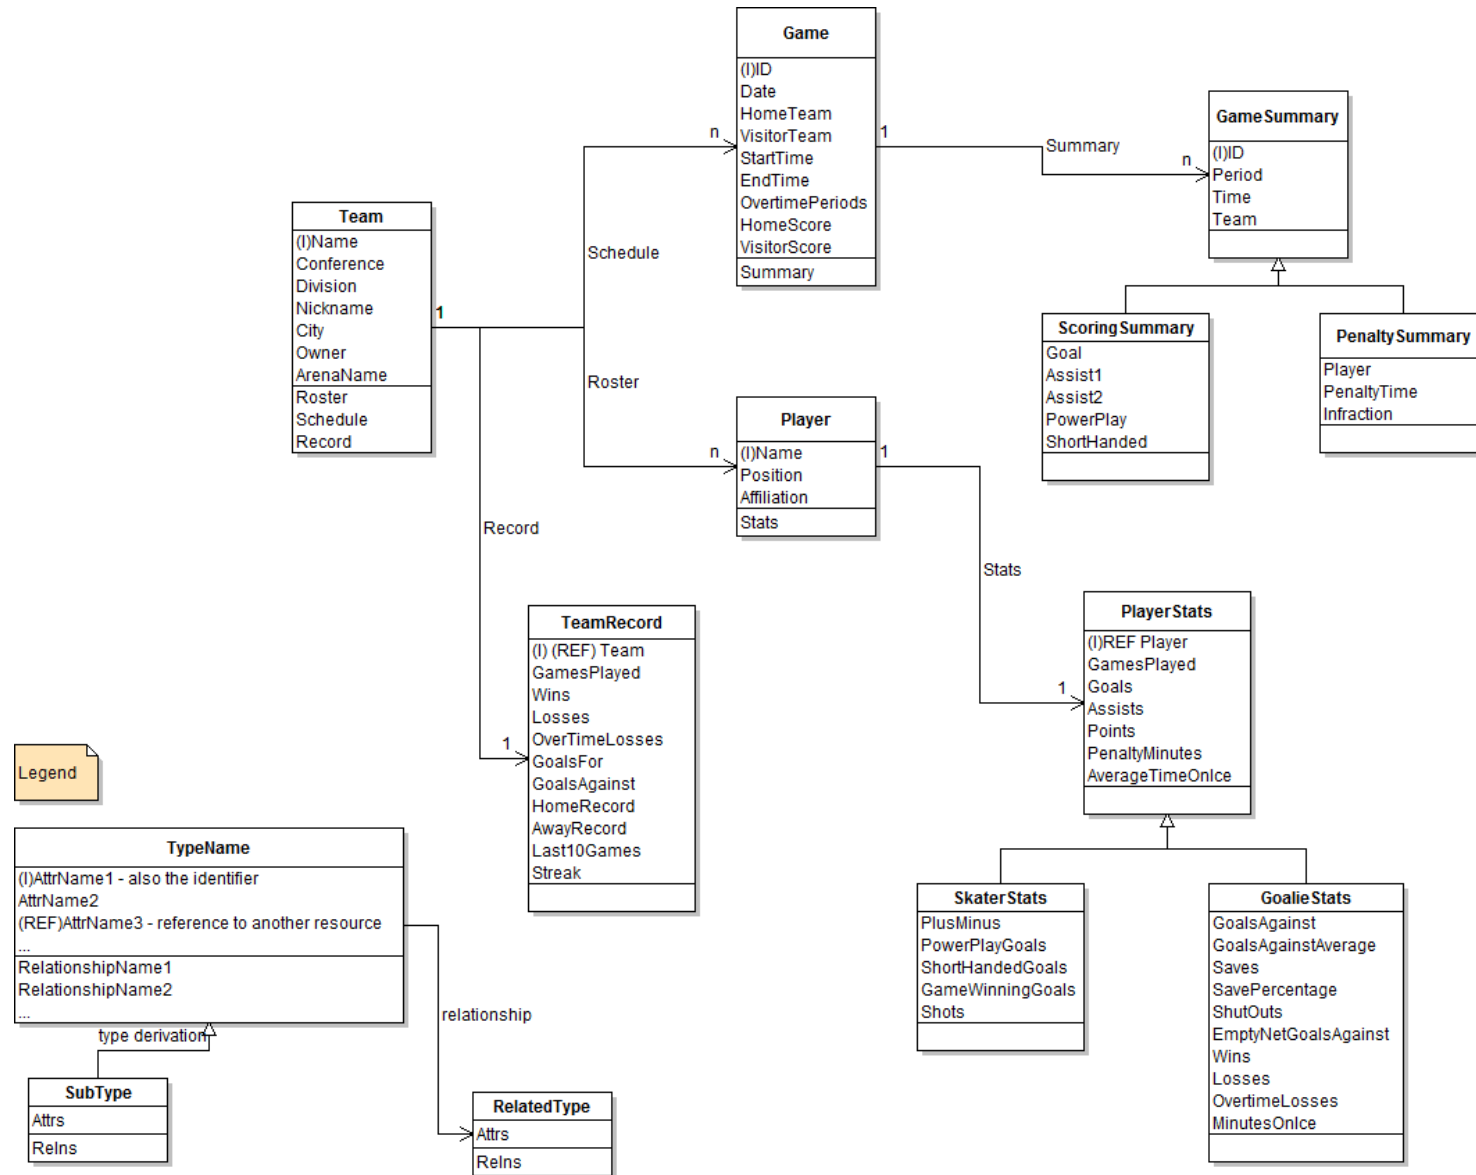 Game
(I)ID
Date
HomeTeam
VisitorTeam
StartTime
EndTime
OvertimePeriods
HomeScore
VisitorScore
Summary
n
1
Summary
n
GameSummary
(I)ID
Period
Time
Team
Team
(I)Name
Conference
Division
Nickname
City
Owner
ArenaName
Roster
Schedule
Record
1
Schedule
Roster
Record
ScoringSummary
Goal
Assist1
Assist2
PowerPlay
ShortHanded
PenaltySummary
Player
PenaltyTime
Infraction
Player
(I)Name
Position
Affiliation
Stats
n
1
Stats
1
TeamRecord
(I) (REF) Team
GamesPlayed
Wins
Losses
OverTimeLosses
GoalsFor
GoalsAgainst
HomeRecord
AwayRecord
Last10Games
Streak
1
PlayerStats
(I)REF Player
GamesPlayed
Goals
Assists
Points
PenaltyMinutes
AverageTimeOnIce
SkaterStats
PlusMinus
PowerPlayGoals
ShortHandedGoals
GameWinningGoals
Shots
GoalieStats
GoalsAgainst
GoalsAgainstAverage
Saves
SavePercentage
ShutOuts
EmptyNetGoalsAgainst
Wins
Losses
OvertimeLosses
MinutesOnIce
Legend
TypeName
(I)AttrName1 - also the identifier
AttrName2
(REF)AttrName3 - reference to another resource
...
RelationshipName1
RelationshipName2
...
type derivation
relationship
SubType
Attrs
Relns
RelatedType
Attrs
Relns